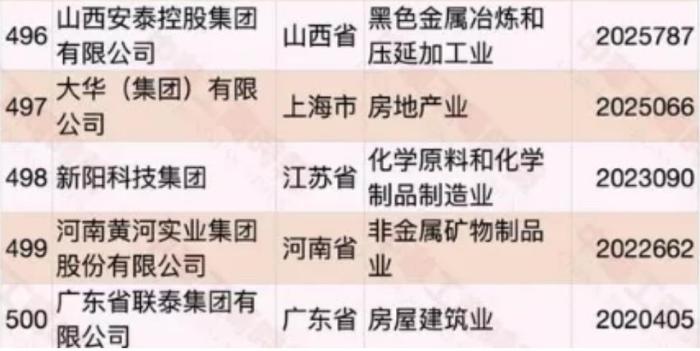 496 山西安泰控股集团有限公司 山西省 黑色金属冶炼和压延加工业 2025787
497 大华（集团）有限公司 上海市 房地产业 2025066
498 新阳科技集团 江苏省 化学原料和化学制品制造业 2023090
499 河南黄河实业集团股份有限公司 河南省 非金属矿物制品业 2022662
500 广东省联泰集团有限公司 广东省 房屋建筑业 2020405